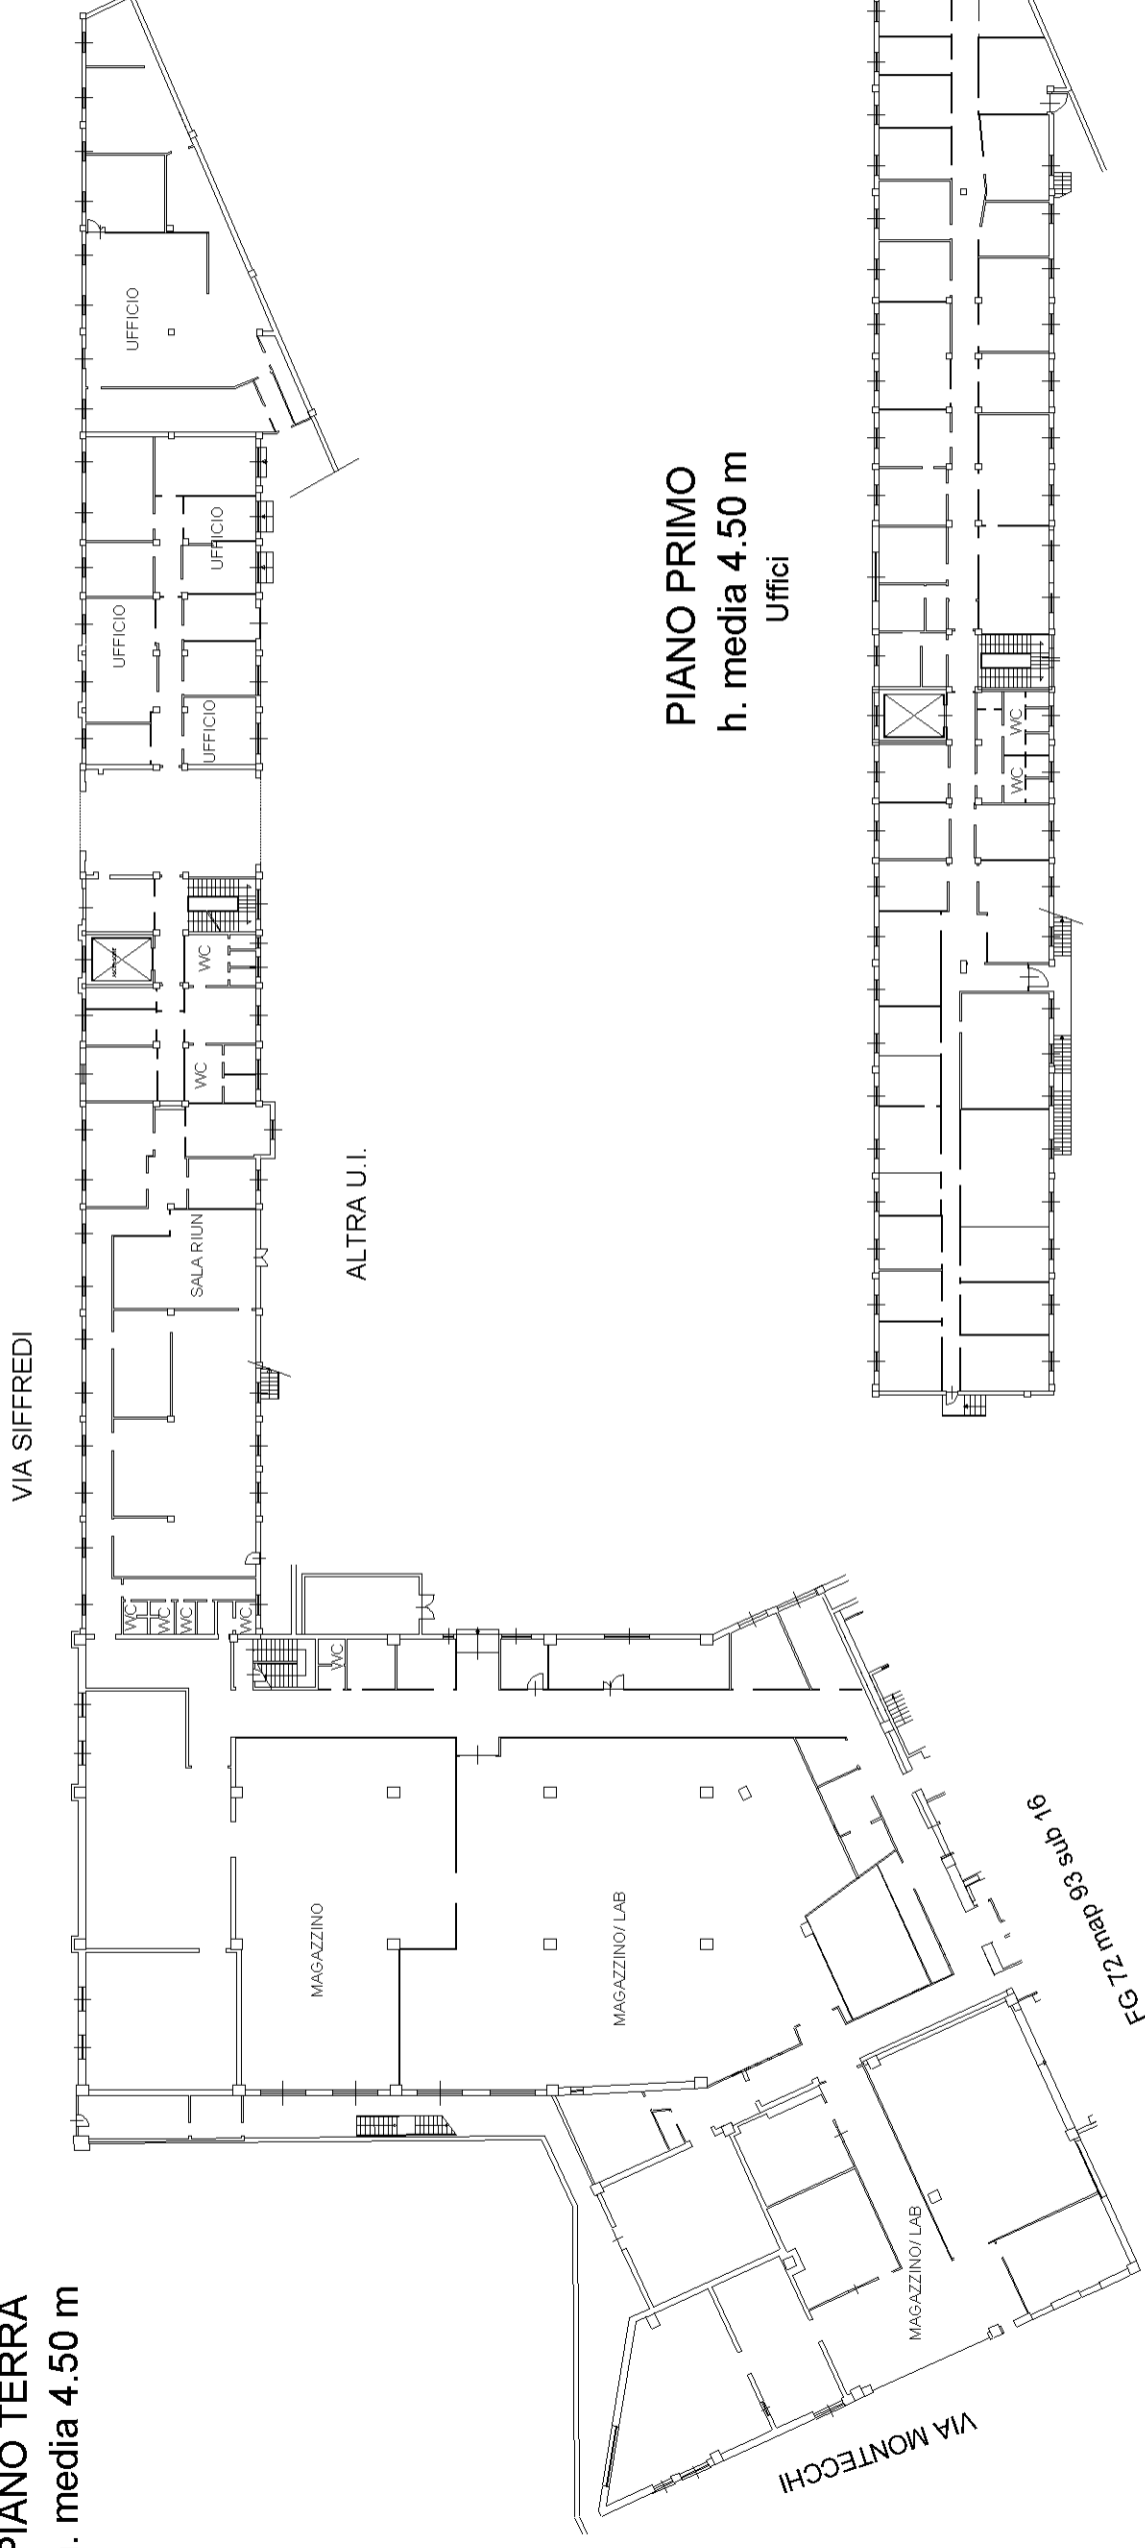 PIANO TERRA
. media 4.50 m
VIA SIFFREDI
UFFICIO
UFFICIO
UFFICIO
UFFICIO
WC
WC
SALA RIUN
ALTRA U.I.
WC
WC
WC
WC
WC
MAGAZZINO
MAGAZZINO/ LAB
MAGAZZINO/ LAB
VIA MONTECCHI
FG 72 map 93 sub 16
PIANO PRIMO
h. media 4.50 m
Uffici
WC
WC